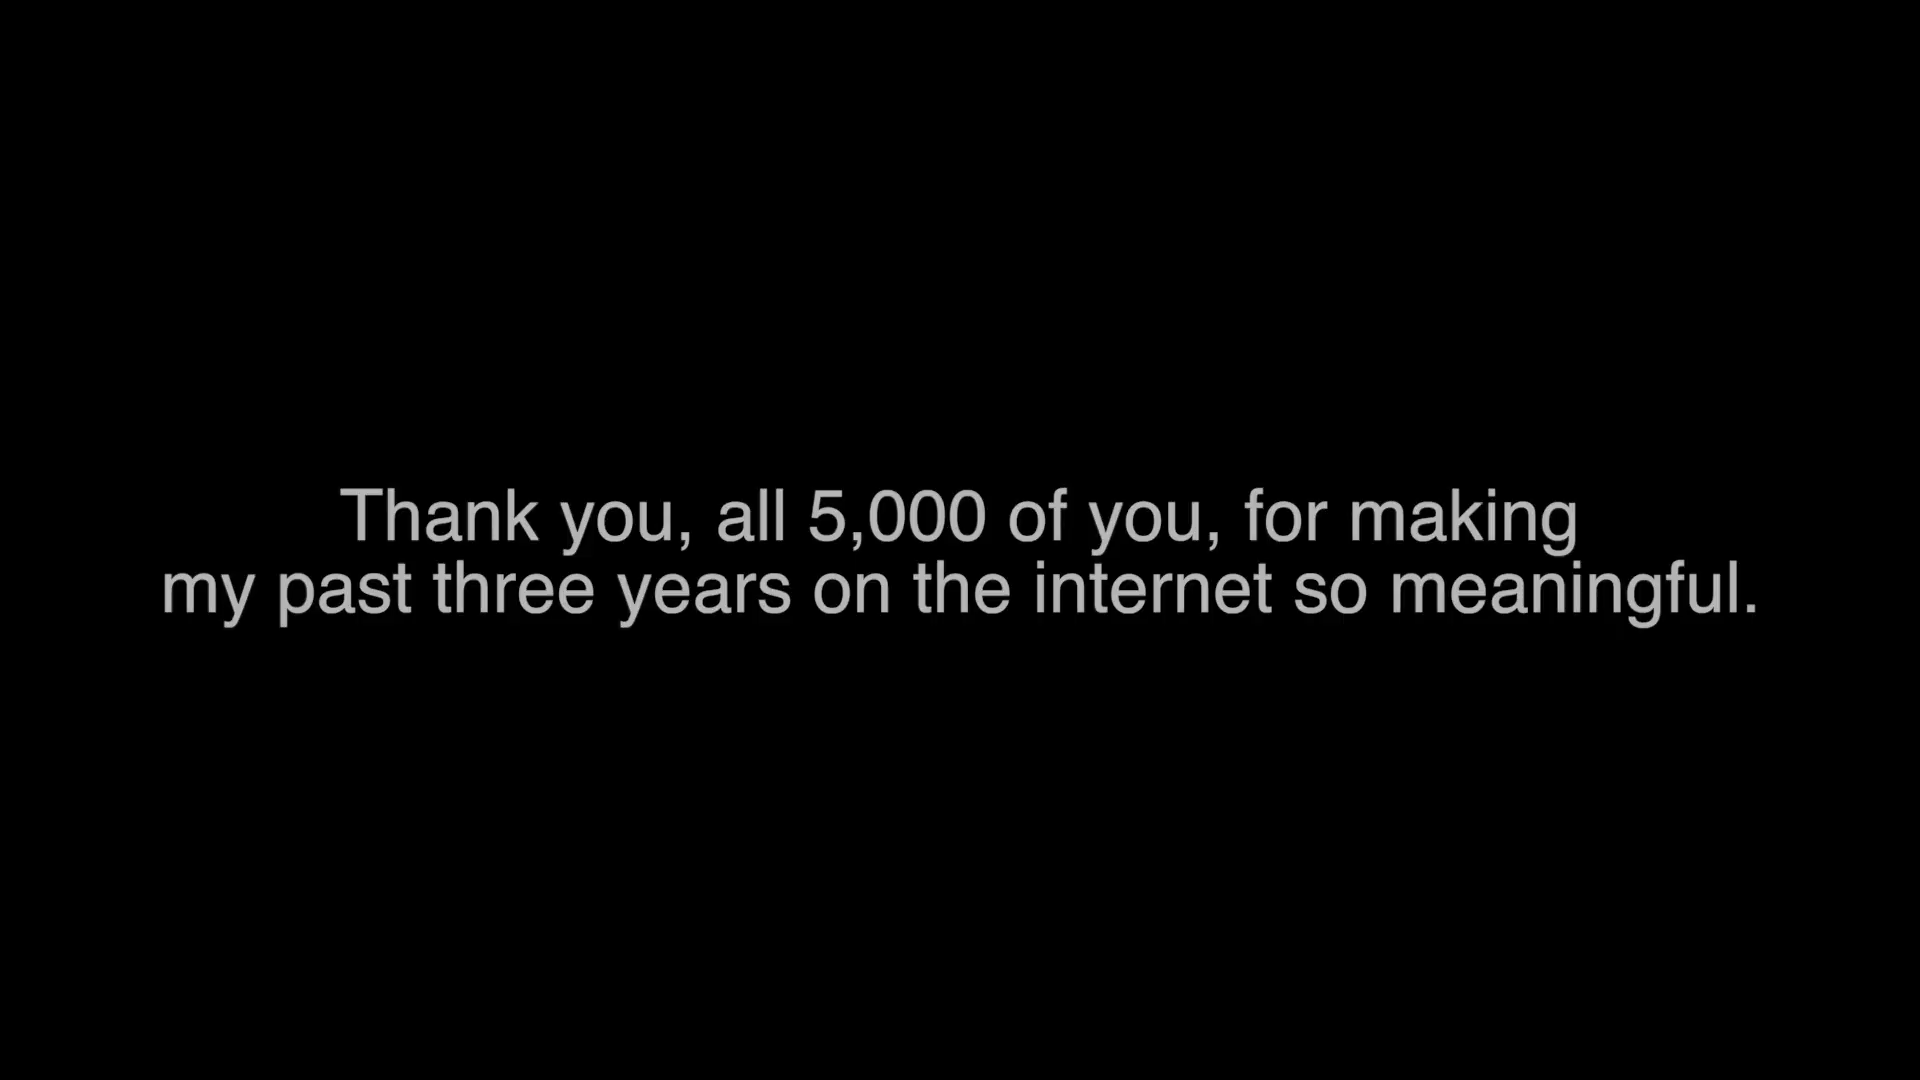 Thank you, all 5,000 of you, for making
my past three years on the internet so meaningful.